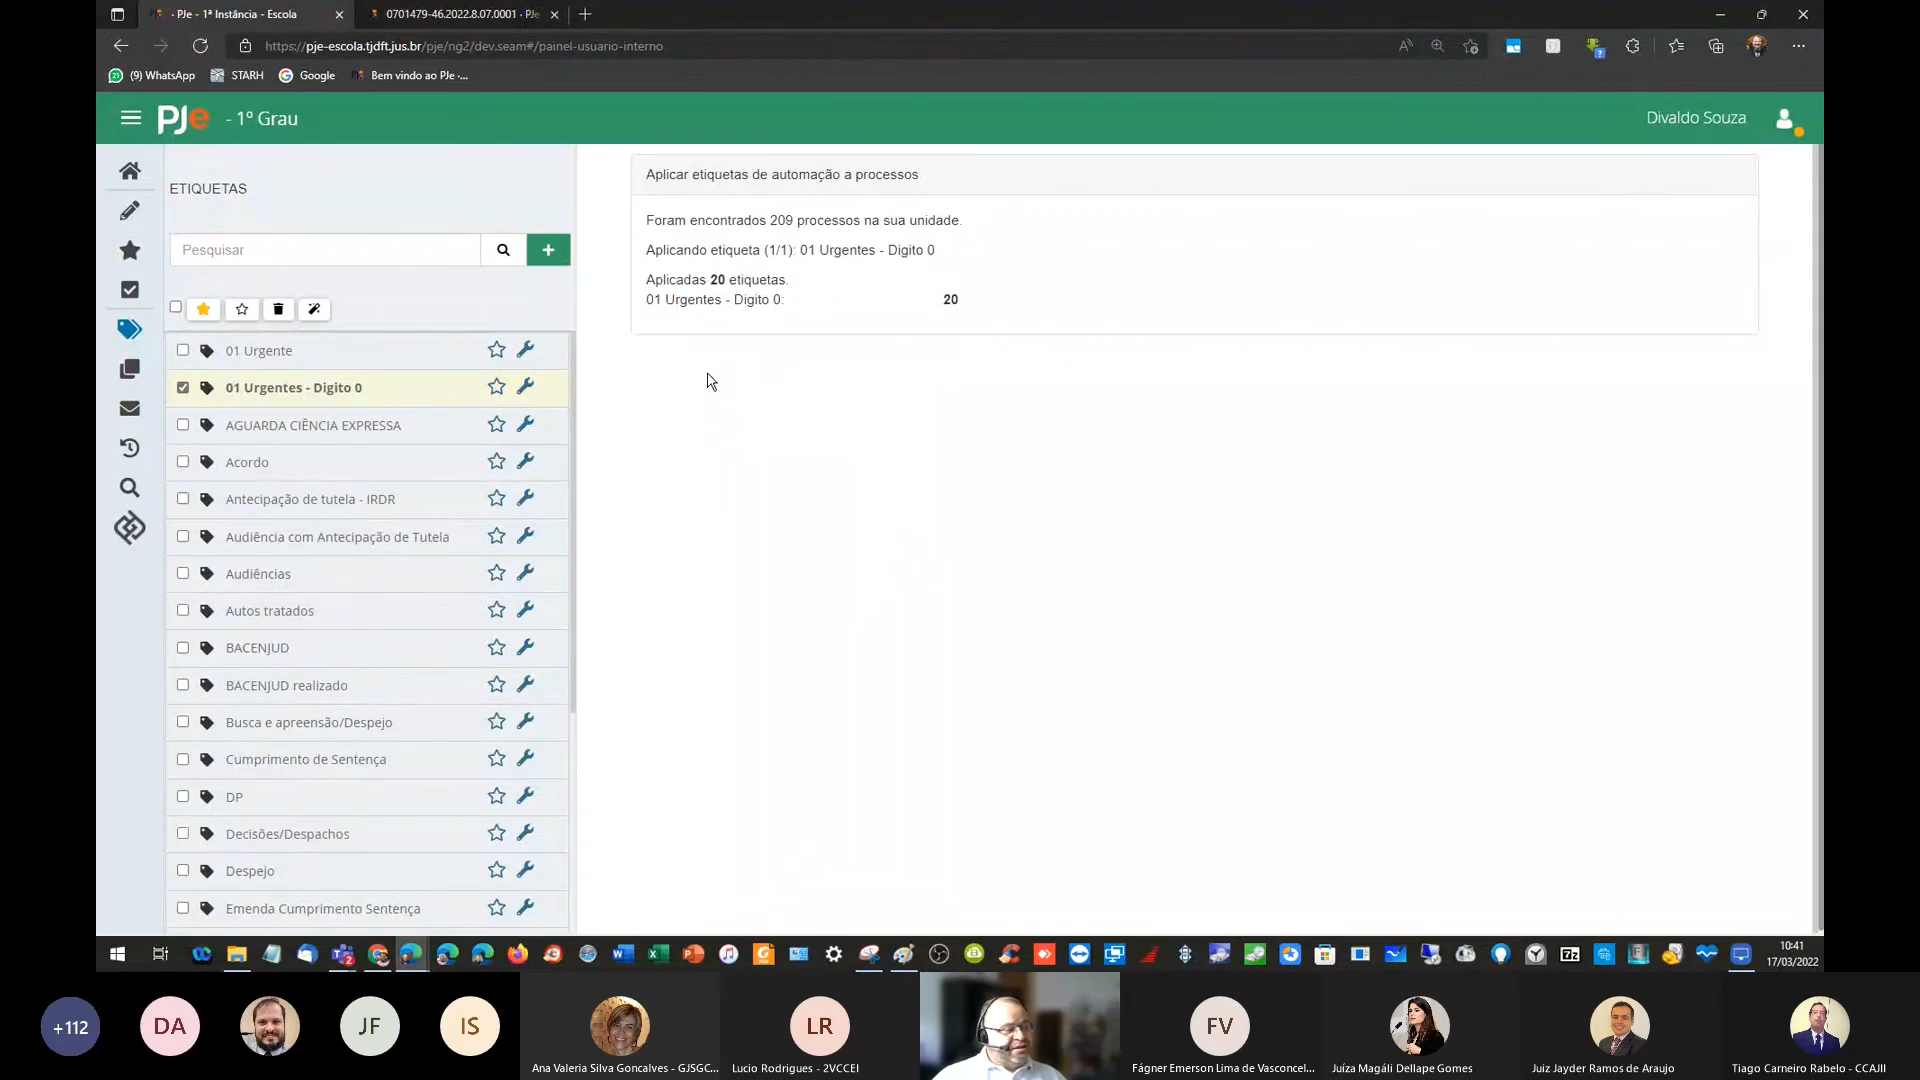 PJe - 1ª Instância - Escola
0701479-46.2022.8.07.0001 · PJe
https://pje-escola.tjdft.jus.br/pje/ng2/dev.seam#/painel-usuario-interno
(9) WhatsApp
STARH
Google
Bem vindo ao PJe ·...
PJe - 1º Grau
Divaldo Souza
ETIQUETAS
Pesquisar
01 Urgente
01 Urgentes - Digito 0
AGUARDA CIÊNCIA EXPRESSA
Acordo
Antecipação de tutela - IRDR
Audiência com Antecipação de Tutela
Audiências
Autos tratados
BACENJUD
BACENJUD realizado
Busca e apreensão/Despejo
Cumprimento de Sentença
DP
Decisões/Despachos
Despejo
Emenda Cumprimento Sentença
Aplicar etiquetas de automação a processos
Foram encontrados 209 processos na sua unidade.
Aplicando etiqueta (1/1): 01 Urgentes - Digito 0
Aplicadas 20 etiquetas.
01 Urgentes - Digito 0: 20
10:41
17/03/2022
+112
DA
JF
IS
Ana Valeria Silva Goncalves - GJSGC...
LR
Lucio Rodrigues - 2VCCEI
FV
Fágner Emerson Lima de Vasconcel...
Juíza Magáli Dellape Gomes
Juiz Jayder Ramos de Araujo
Tiago Carneiro Rabelo - CCAJII